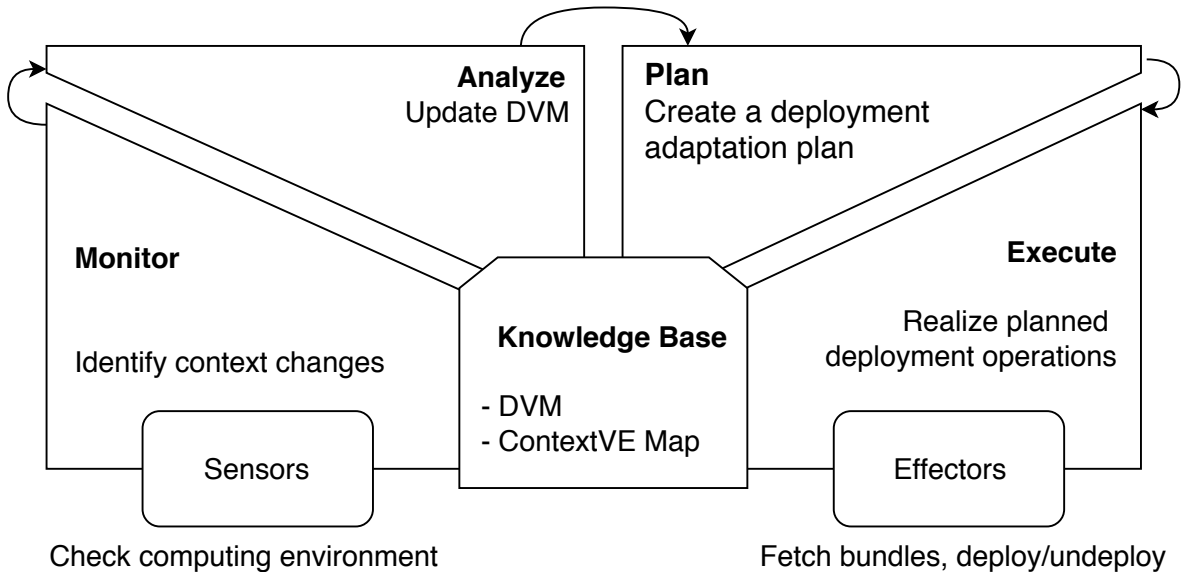 Analyze
Update DVM
Plan
Create a deployment
adaptation plan
Monitor
Identify context changes
Knowledge Base
- DVM
- ContextVE Map
Execute
Realize planned
deployment operations
Sensors
Effectors
Check computing environment
Fetch bundles, deploy/undeploy